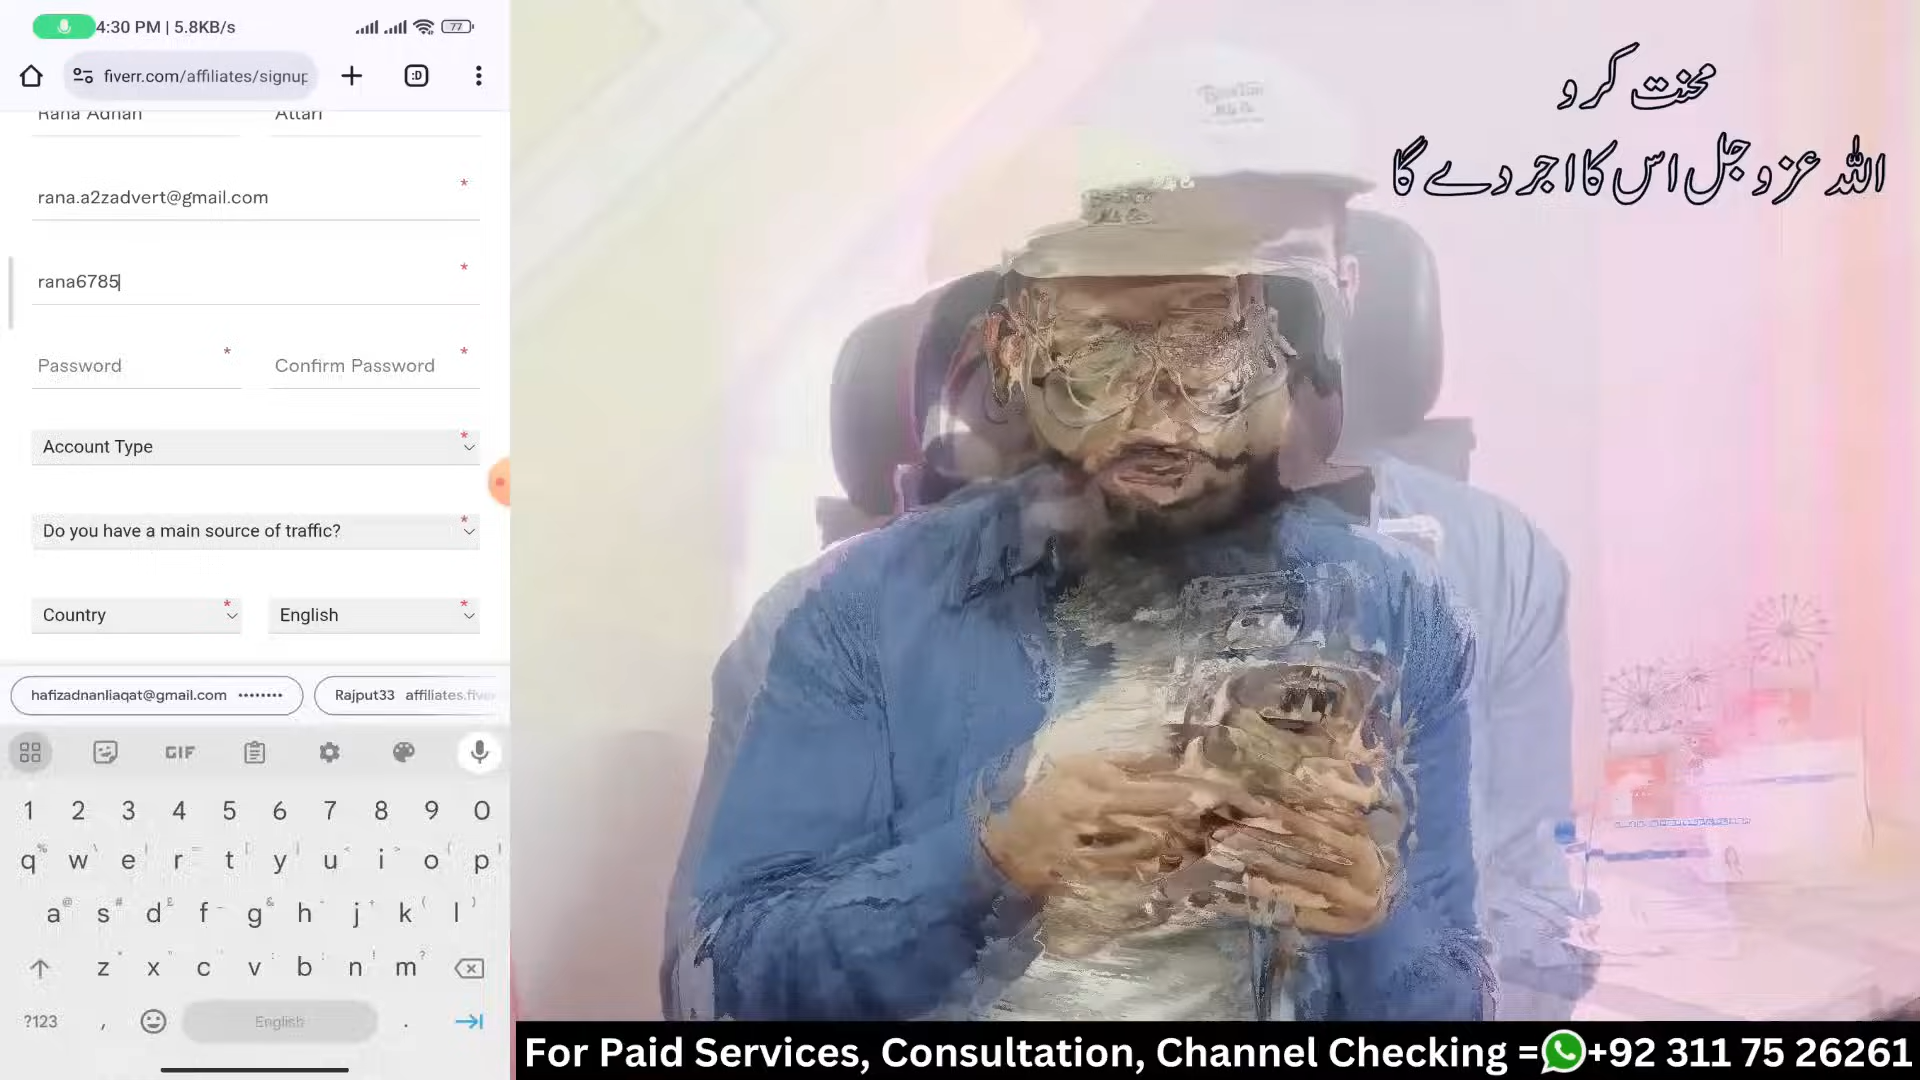 4:30 PM | 5.8KB/s
77
fiverr.com/affiliates/signup
:D
Rana Adnan
Attari
rana.a2zadvert@gmail.com *
rana6785 *
Password *
Confirm Password *
Account Type *
Do you have a main source of traffic? *
Country *
English *
hafizadnanliaqat@gmail.com ••••••••
Rajput33 affiliates.fiver
GIF
1 2 3 4 5 6 7 8 9 0
q w e r t y u i o p
a s d f g h j k l
z x c v b n m
?123 , English .
محنت کرو
اللہ عزوجل اس کا اجر دے گا
For Paid Services, Consultation, Channel Checking = +92 311 75 26261